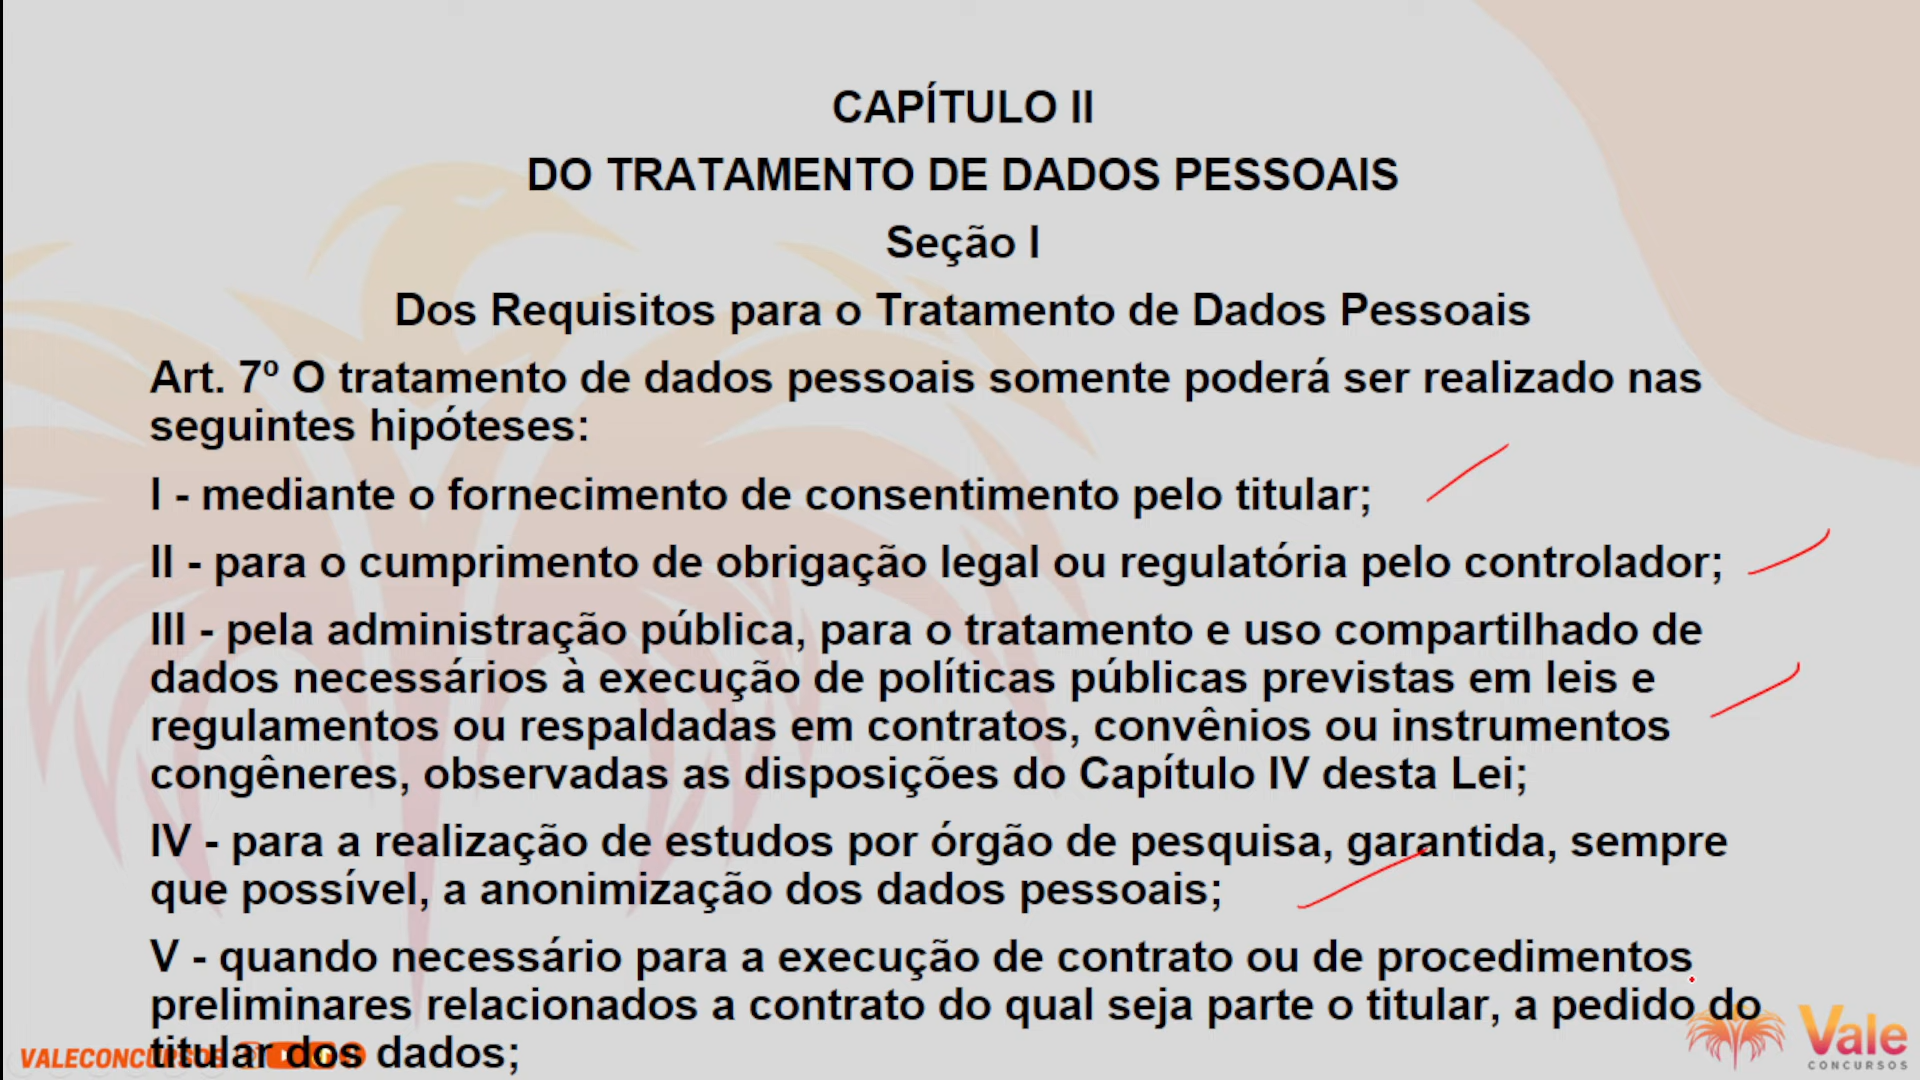 CAPÍTULO II
DO TRATAMENTO DE DADOS PESSOAIS
Seção I
Dos Requisitos para o Tratamento de Dados Pessoais
Art. 7º O tratamento de dados pessoais somente poderá ser realizado nas
seguintes hipóteses:
I - mediante o fornecimento de consentimento pelo titular;
II - para o cumprimento de obrigação legal ou regulatória pelo controlador;
III - pela administração pública, para o tratamento e uso compartilhado de
dados necessários à execução de políticas públicas previstas em leis e
regulamentos ou respaldadas em contratos, convênios ou instrumentos
congêneres, observadas as disposições do Capítulo IV desta Lei;
IV - para a realização de estudos por órgão de pesquisa, garantida, sempre
que possível, a anonimização dos dados pessoais;
V - quando necessário para a execução de contrato ou de procedimentos
preliminares relacionados a contrato do qual seja parte o titular, a pedido do
titular dos dados;
VALECONCURSOS
Vale
CONCURSOS